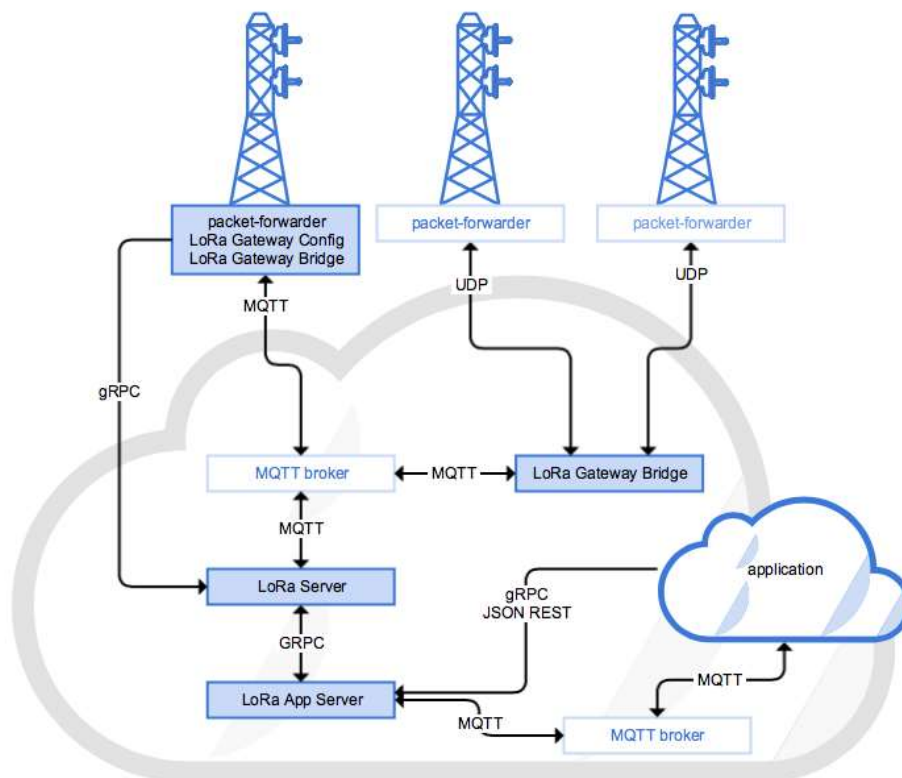 packet-forwarder
LoRa Gateway Config
LoRa Gateway Bridge
packet-forwarder
packet-forwarder
UDP
UDP
MQTT
gRPC
MQTT broker
MQTT
LoRa Gateway Bridge
MQTT
LoRa Server
application
gRPC
JSON REST
GRPC
LoRa App Server
MQTT
MQTT
MQTT broker